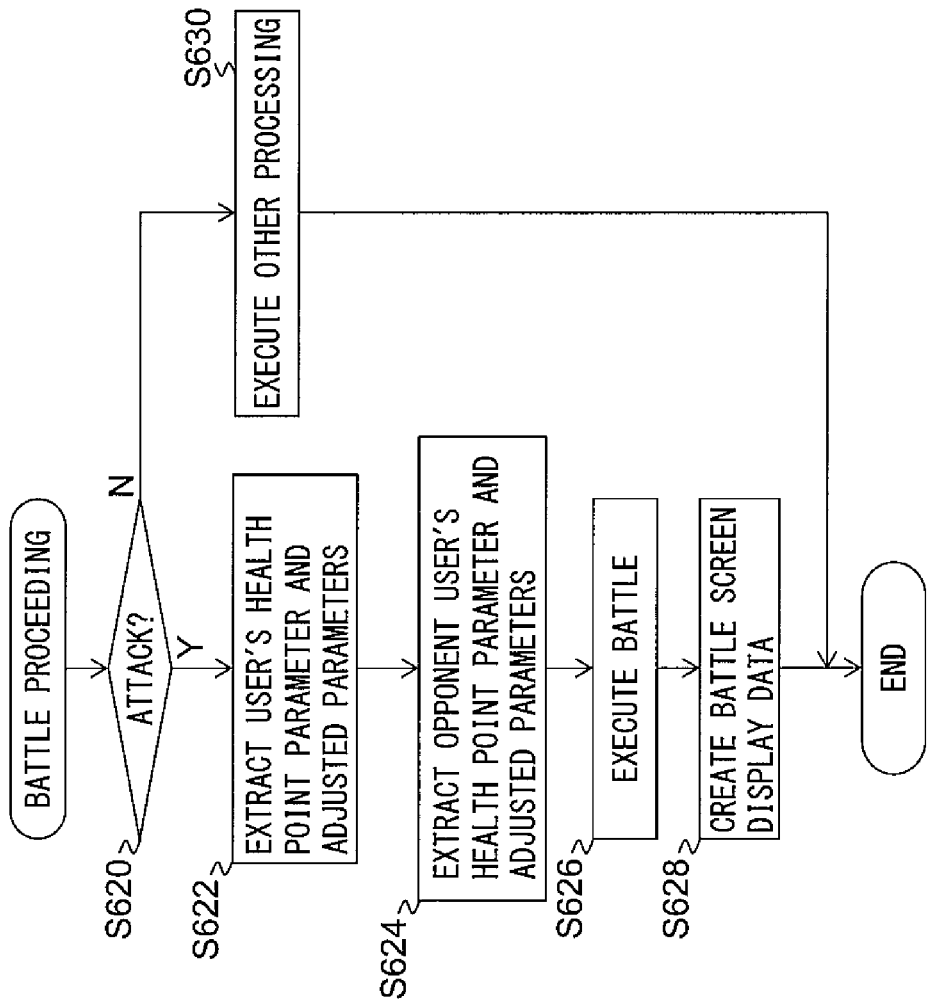 BATTLE PROCEEDING
S620
ATTACK?
N
Y
S622
EXTRACT USER'S HEALTH
POINT PARAMETER AND
ADJUSTED PARAMETERS
S630
EXECUTE OTHER PROCESSING
S624
EXTRACT OPPONENT USER'S
HEALTH POINT PARAMETER AND
ADJUSTED PARAMETERS
S626
EXECUTE BATTLE
S628
CREATE BATTLE SCREEN
DISPLAY DATA
END